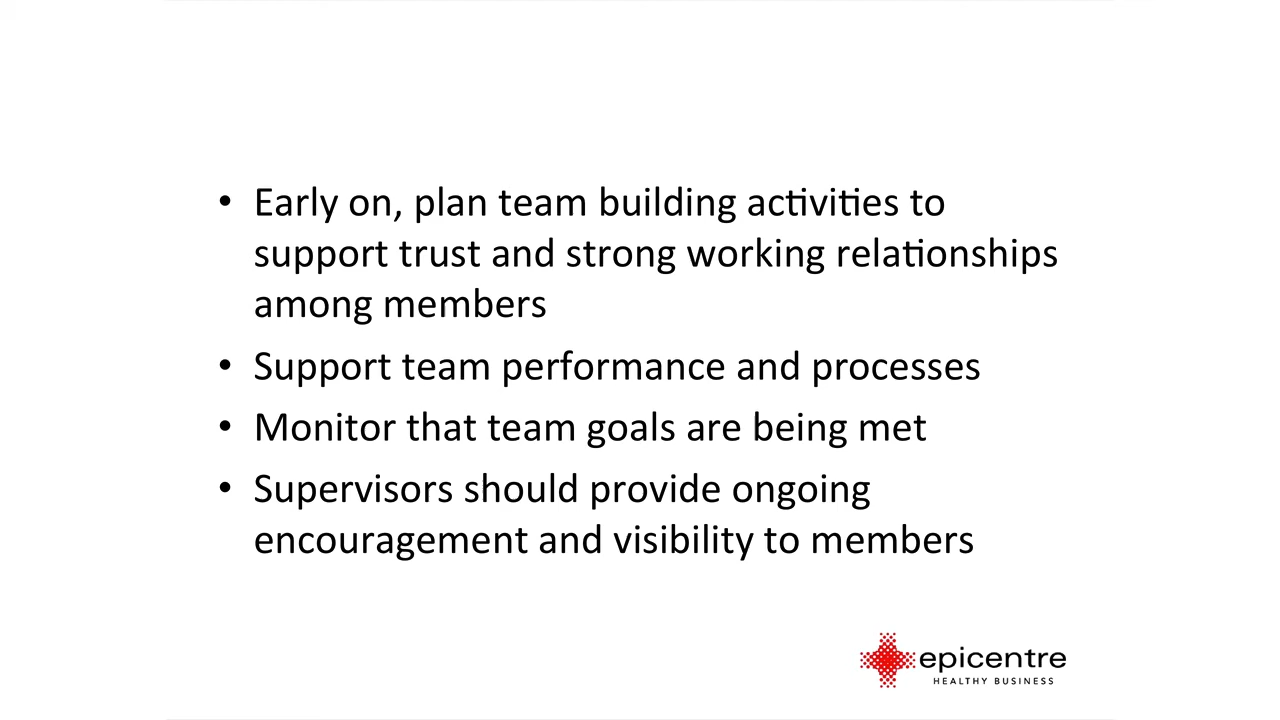 • Early on, plan team building activities to
support trust and strong working relationships
among members
• Support team performance and processes
• Monitor that team goals are being met
• Supervisors should provide ongoing
encouragement and visibility to members
epicentre
HEALTHY BUSINESS